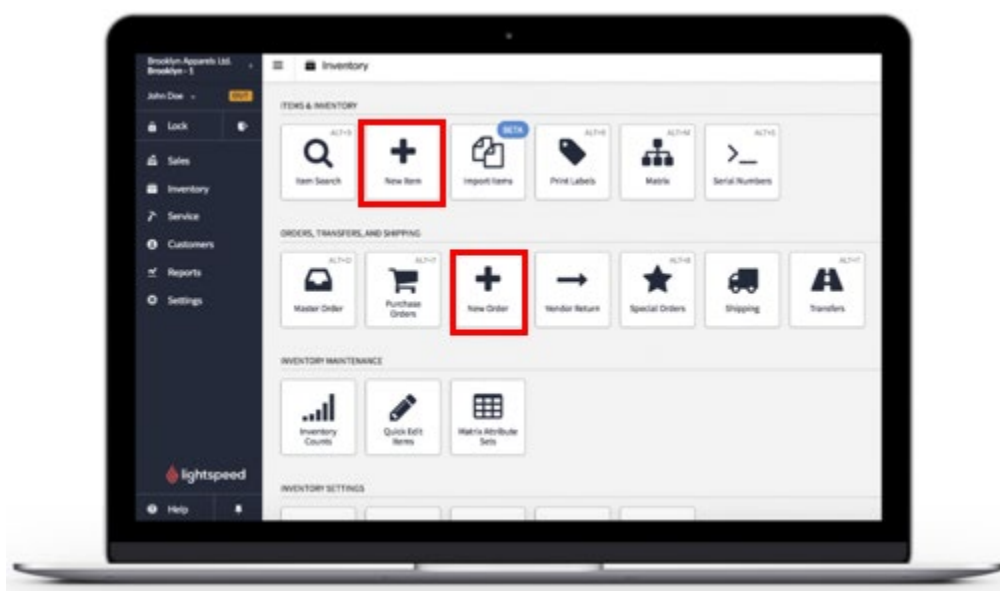 Brooklyn Apparels Ltd.
Brooklyn - 1
John Doe
OUT
Lock
Sales
Inventory
Service
Customers
Reports
Settings
lightspeed
Help
Inventory
ITEMS & INVENTORY
Item Search
New Item
BETA
Import Items
Print Labels
ALT+M
Matrix
ALT+S
Serial Numbers
ORDERS, TRANSFERS, AND SHIPPING
Master Order
Purchase
Orders
New Order
Vendor Return
Special Orders
Shipping
Transfers
INVENTORY MAINTENANCE
Inventory
Counts
Quick Edit
Items
Matrix Attribute
Sets
INVENTORY SETTINGS